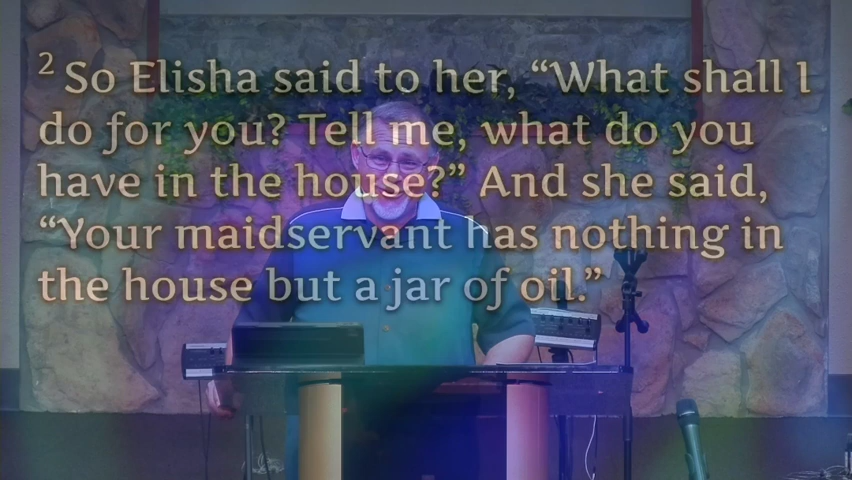 2 So Elisha said to her, “What shall I
do for you? Tell me, what do you
have in the house?” And she said,
“Your maidservant has nothing in
the house but a jar of oil.”